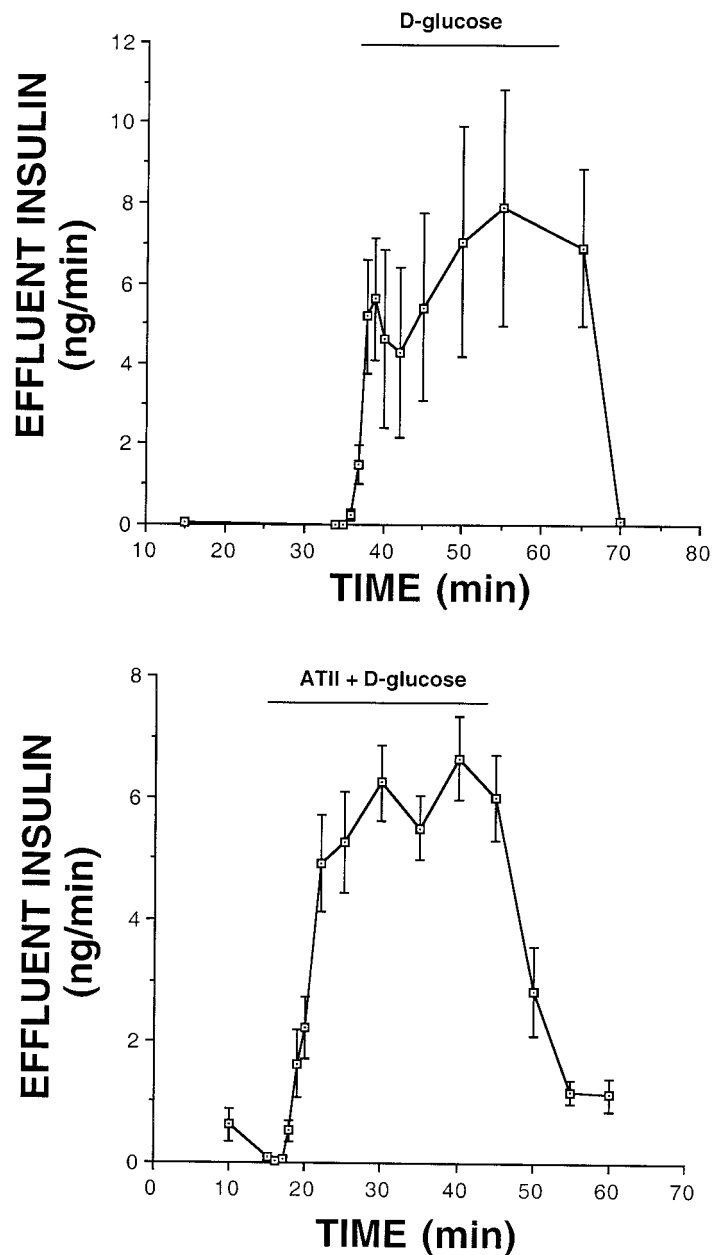 D-glucose
12
10
8
6
4
2
0
EFFLUENT INSULIN
(ng/min)
10 20 30 40 50 60 70 80
TIME (min)
ATII + D-glucose
8
6
4
2
0
EFFLUENT INSULIN
(ng/min)
0 10 20 30 40 50 60 70
TIME (min)